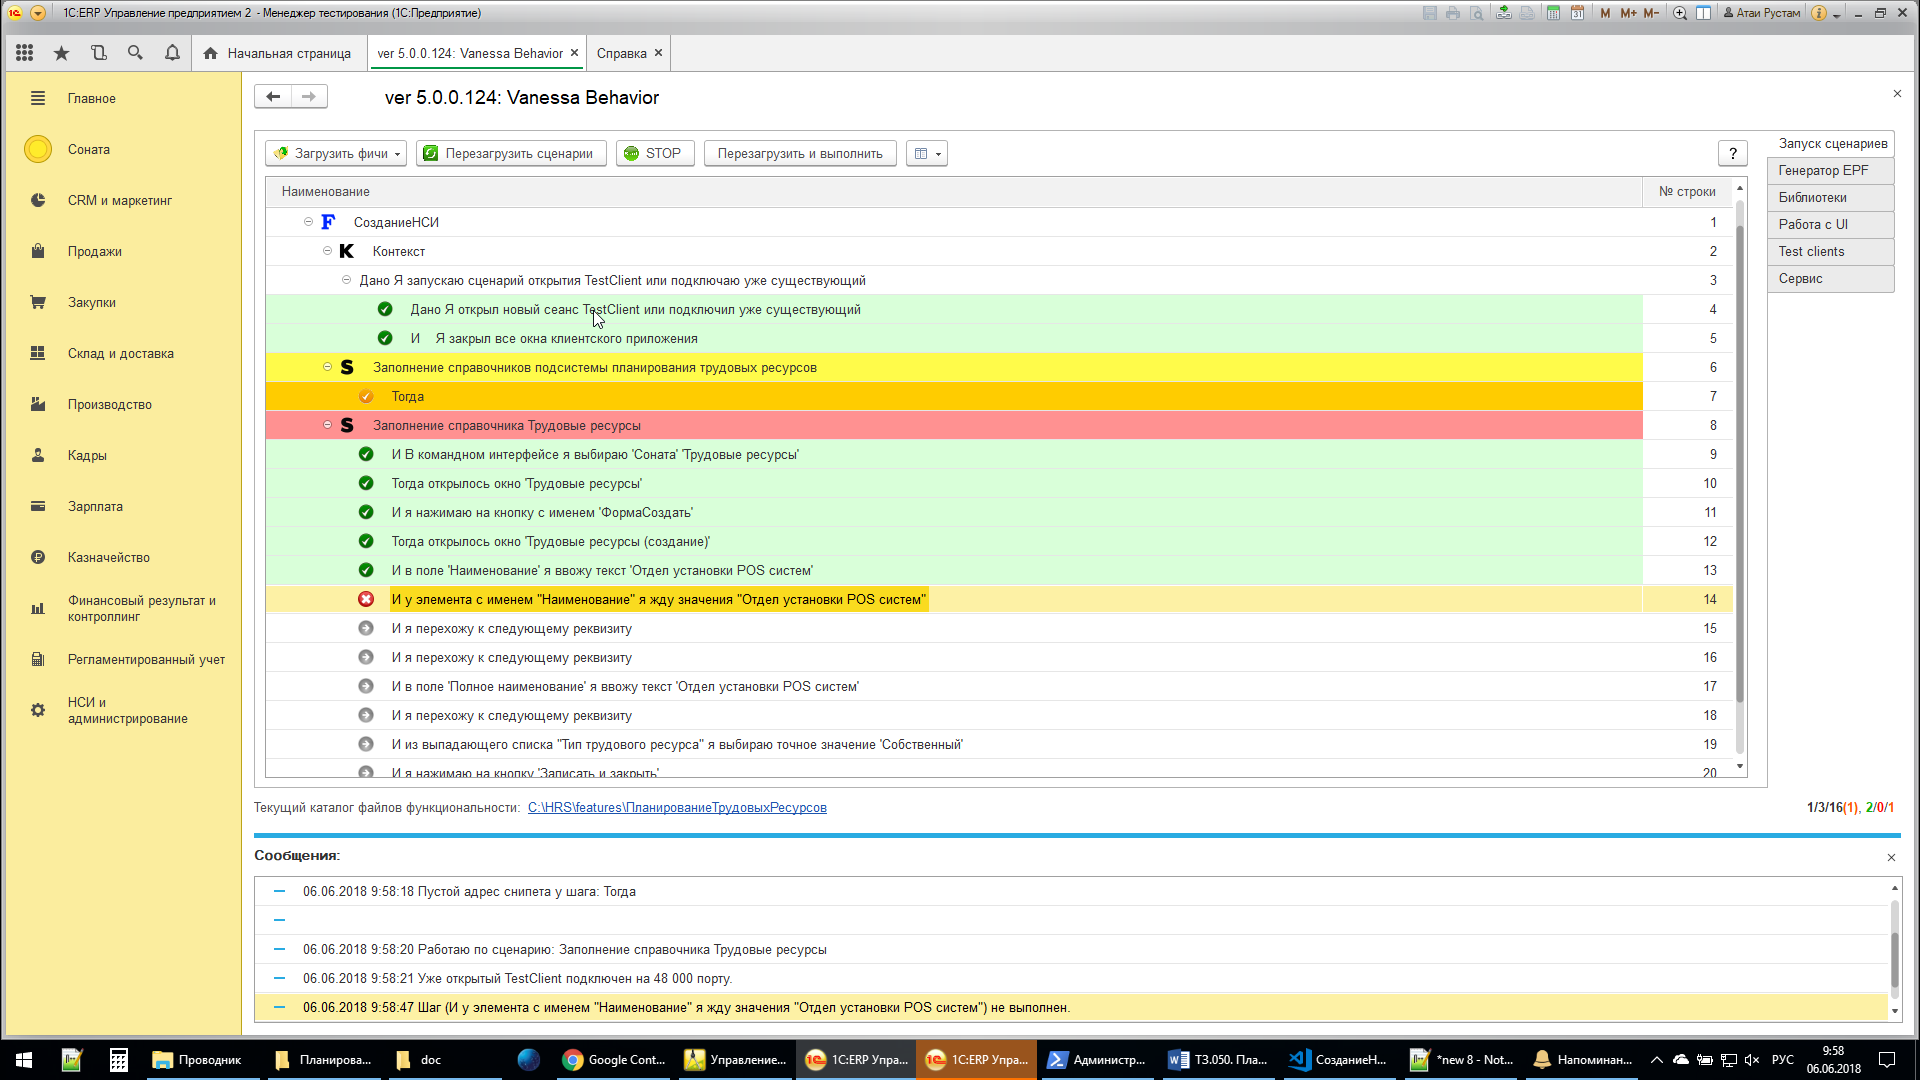 1С:ERP Управление предприятием 2 - Менеджер тестирования (1С:Предприятие)
M M+ M- Атаи Рустам
Начальная страница
ver 5.0.0.124: Vanessa Behavior
Справка
Главное
Соната
CRM и маркетинг
Продажи
Закупки
Склад и доставка
Производство
Кадры
Зарплата
Казначейство
Финансовый результат и
контроллинг
Регламентированный учет
НСИ и
администрирование
ver 5.0.0.124: Vanessa Behavior
Загрузить фичи
Перезагрузить сценарии
STOP
Перезагрузить и выполнить
?
Запуск сценариев
Генератор EPF
Библиотеки
Работа с UI
Test clients
Сервис
Наименование № строки
F СозданиеНСИ 1
K Контекст 2
Дано Я запускаю сценарий открытия TestClient или подключаю уже существующий 3
Дано Я открыл новый сеанс TestClient или подключил уже существующий 4
И Я закрыл все окна клиентского приложения 5
S Заполнение справочников подсистемы планирования трудовых ресурсов 6
Тогда 7
S Заполнение справочника Трудовые ресурсы 8
И В командном интерфейсе я выбираю 'Соната' 'Трудовые ресурсы' 9
Тогда открылось окно 'Трудовые ресурсы' 10
И я нажимаю на кнопку с именем 'ФормаСоздать' 11
Тогда открылось окно 'Трудовые ресурсы (создание)' 12
И в поле 'Наименование' я ввожу текст 'Отдел установки POS систем' 13
И у элемента с именем "Наименование" я жду значения "Отдел установки POS систем" 14
И я перехожу к следующему реквизиту 15
И я перехожу к следующему реквизиту 16
И в поле 'Полное наименование' я ввожу текст 'Отдел установки POS систем' 17
И я перехожу к следующему реквизиту 18
И из выпадающего списка "Тип трудового ресурса" я выбираю точное значение 'Собственный' 19
И я нажимаю на кнопку 'Записать и закрыть' 20
Текущий каталог файлов функциональности: C:\HRS\features\ПланированиеТрудовыхРесурсов 1/3/16(1), 2/0/1
Сообщения:
06.06.2018 9:58:18 Пустой адрес снипета у шага: Тогда
06.06.2018 9:58:20 Работаю по сценарию: Заполнение справочника Трудовые ресурсы
06.06.2018 9:58:21 Уже открытый TestClient подключен на 48 000 порту.
06.06.2018 9:58:47 Шаг (И у элемента с именем "Наименование" я жду значения "Отдел установки POS систем") не выполнен.
Проводник
Планирова...
doc
Google Cont...
Управление...
1С:ERP Упра...
1С:ERP Упра...
Администр...
ТЗ.050. Пла...
СозданиеН...
*new 8 - Not...
Напоминан...
РУС
9:58
06.06.2018